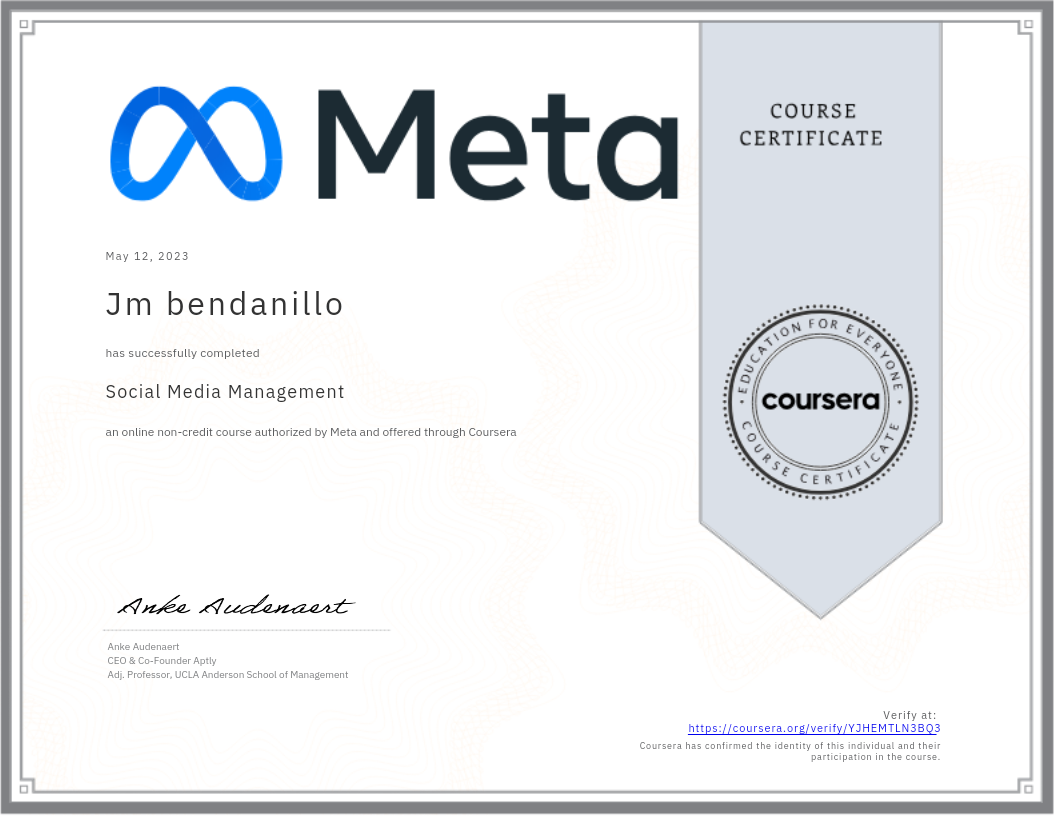 Meta
COURSE
CERTIFICATE
May 12, 2023
Jm bendanillo
has successfully completed
Social Media Management
an online non-credit course authorized by Meta and offered through Coursera
EDUCATION FOR EVERYONE
coursera
COURSE CERTIFICATE
Anke Audenaert
Anke Audenaert
CEO & Co-Founder Aptly
Adj. Professor, UCLA Anderson School of Management
Verify at:
https://coursera.org/verify/YJHEMTLN3BQ3
Coursera has confirmed the identity of this individual and their
participation in the course.